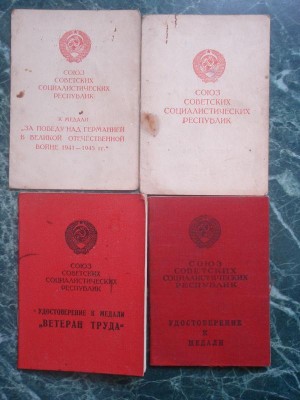 СОЮЗ
СОВЕТСКИХ
СОЦИАЛИСТИЧЕСКИХ
РЕСПУБЛИК
К МЕДАЛИ
„ЗА ПОБЕДУ НАД ГЕРМАНИЕЙ
В ВЕЛИКОЙ ОТЕЧЕСТВЕННОЙ
ВОЙНЕ 1941—1945 гг."
СОЮЗ
СОВЕТСКИХ
СОЦИАЛИСТИЧЕСКИХ
РЕСПУБЛИК
СОЮЗ
СОВЕТСКИХ
СОЦИАЛИСТИЧЕСКИХ
РЕСПУБЛИК
УДОСТОВЕРЕНИЕ К МЕДАЛИ
„ВЕТЕРАН ТРУДА"
СОЮЗ
СОВЕТСКИХ
СОЦИАЛИСТИЧЕСКИХ
РЕСПУБЛИК
УДОСТОВЕРЕНИЕ
К
МЕДАЛИ